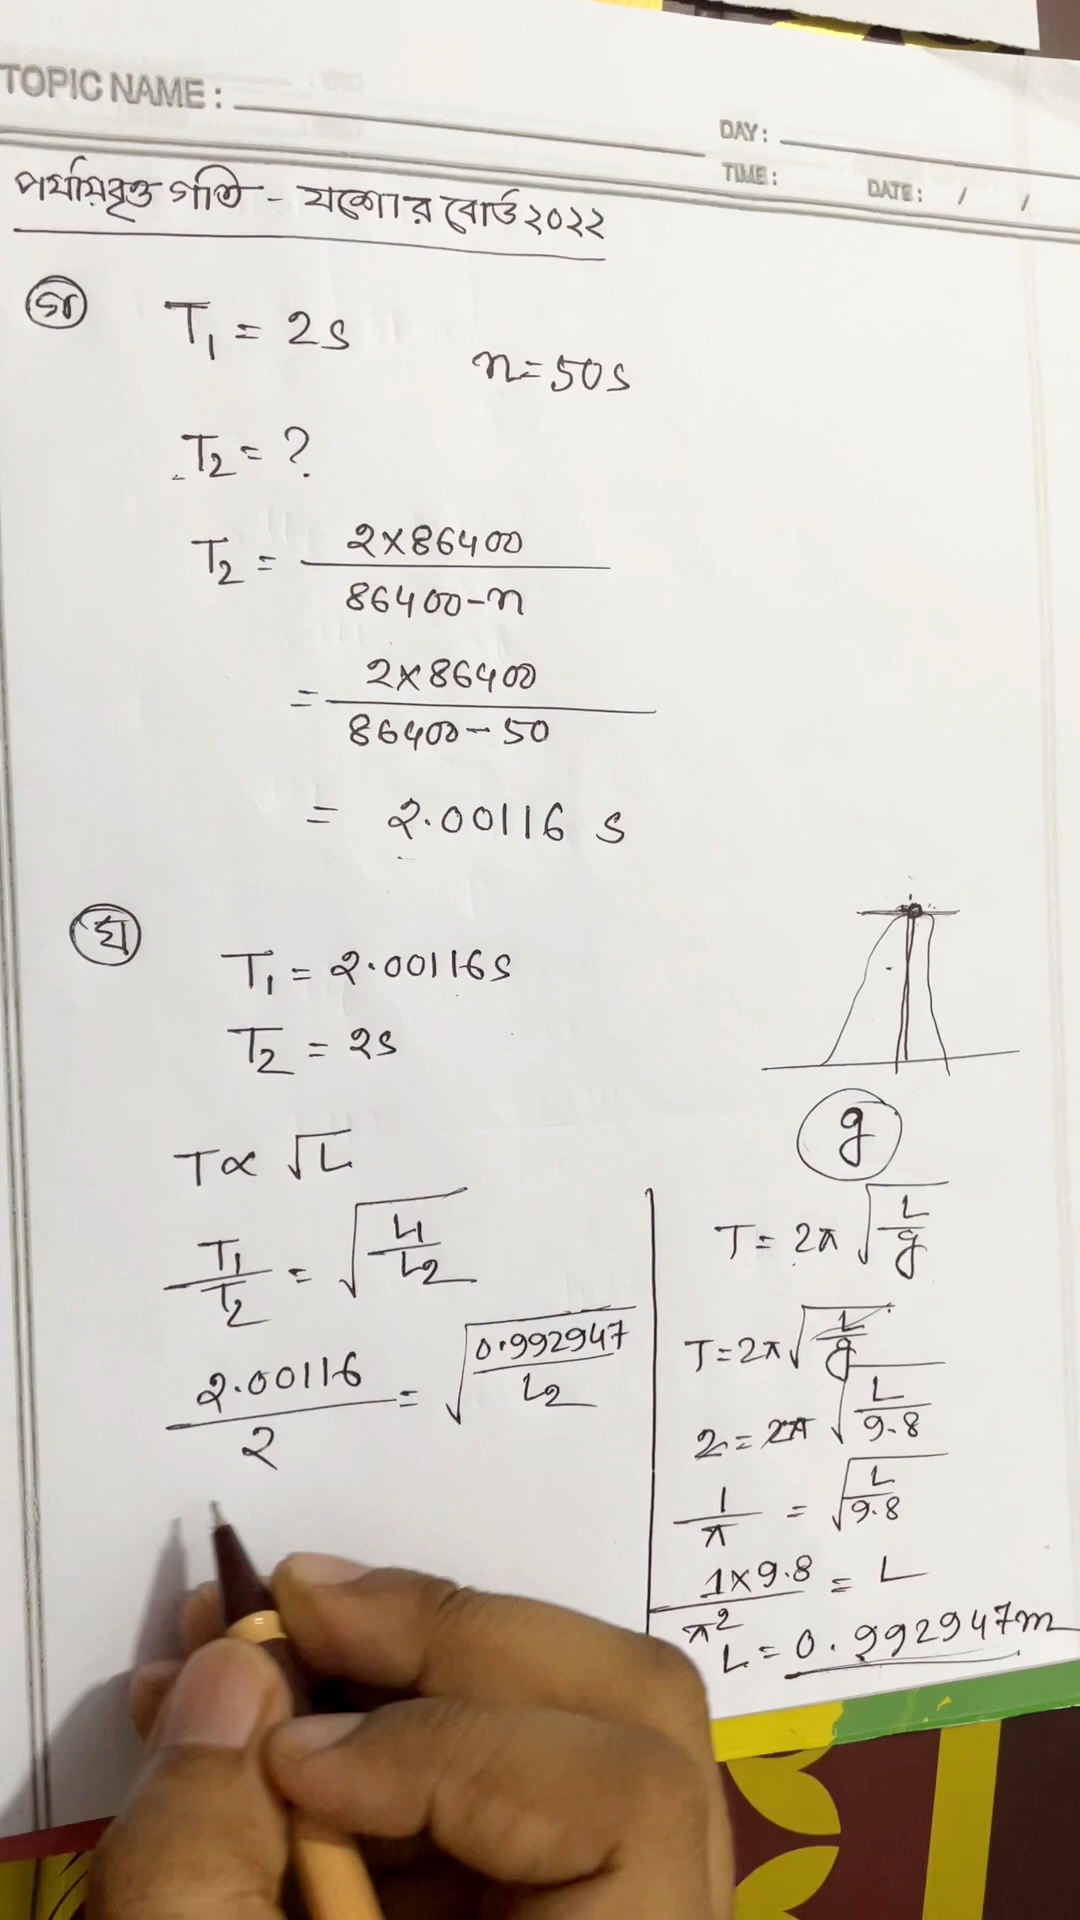 TOPIC NAME :
DAY :
TIME :
DATE : / /
পর্যায়বৃত্ত গতি - যশোর বোর্ড ২০২২
গ T₁ = 2s
n = 50s
T₂ = ?
T₂ = 2×86400 / 86400-n
= 2×86400 / 86400-50
= 2.00116 s
ঘ T₁ = 2.00116s
T₂ = 2s
T∝ √L
T₁/T₂ = √(L₁/L₂)
2.00116/2 = √(0.992947/L₂)
g
T = 2π √(L/g)
T = 2π √(L/g)
2 = 2π √(L/9.8)
1/π = √(L/9.8)
1×9.8/π² = L
L = 0.992947m